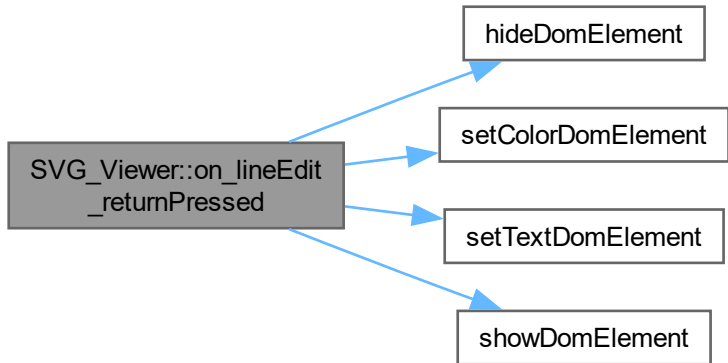 hideDomElement
setColorDomElement
SVG_Viewer::on_lineEdit
_returnPressed
setTextDomElement
showDomElement